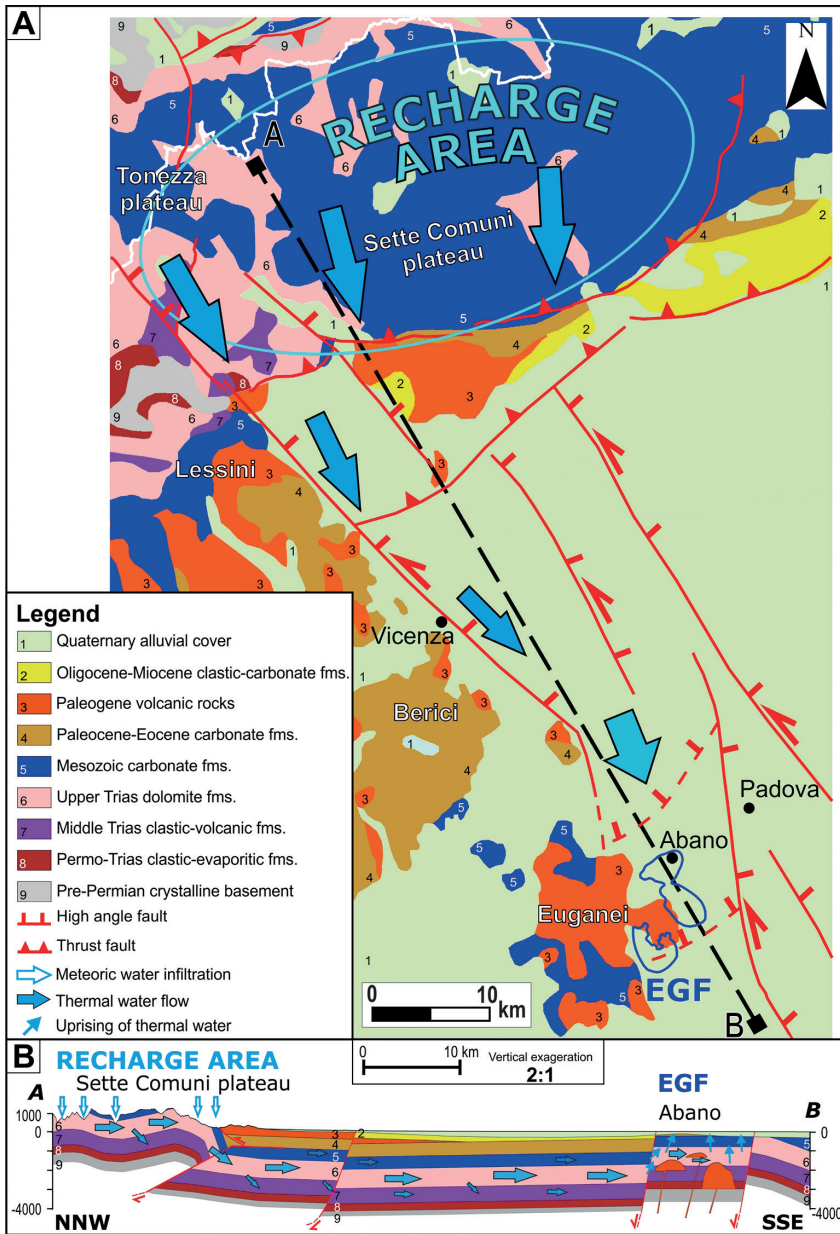 A
N
RECHARGE
AREA
A
Tonezza
plateau
Sette Comuni
plateau
Lessini
Vicenza
Berici
Padova
Abano
Euganei
EGF
B
0 10
km
Legend
1 Quaternary alluvial cover
2 Oligocene-Miocene clastic-carbonate fms.
3 Paleogene volcanic rocks
4 Paleocene-Eocene carbonate fms.
5 Mesozoic carbonate fms.
6 Upper Trias dolomite fms.
7 Middle Trias clastic-volcanic fms.
8 Permo-Trias clastic-evaporitic fms.
9 Pre-Permian crystalline basement
High angle fault
Thrust fault
Meteoric water infiltration
Thermal water flow
Uprising of thermal water
B
RECHARGE AREA
Sette Comuni plateau
0 10 km
Vertical exageration
2:1
EGF
Abano
A
B
1000
0
-4000
0
-4000
NNW
SSE